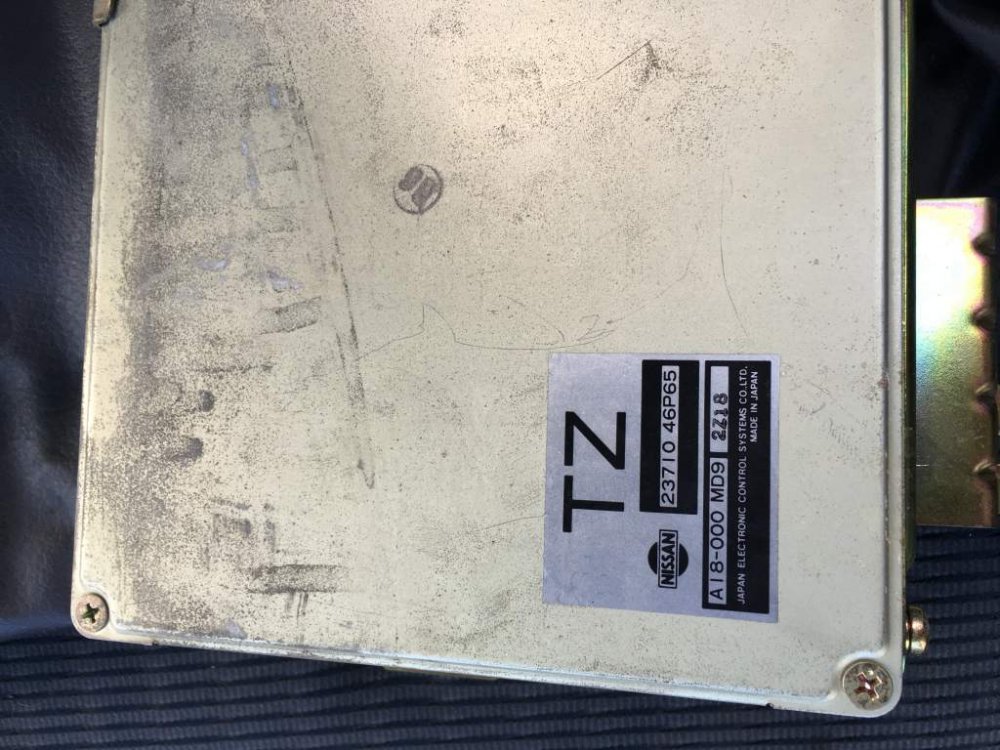 TZ
NISSAN
23710 46P65
A18-000 MD9 2Z18
JAPAN ELECTRONIC CONTROL SYSTEMS CO.,LTD.
MADE IN JAPAN